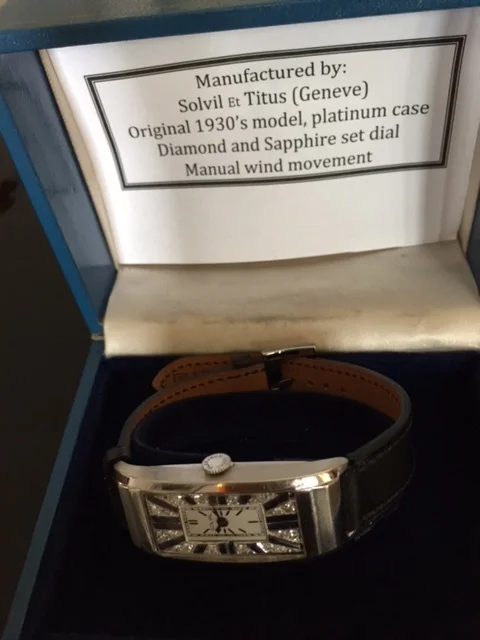 Manufactured by:
Solvil Et Titus (Geneve)
Original 1930's model, platinum case
Diamond and Sapphire set dial
Manual wind movement